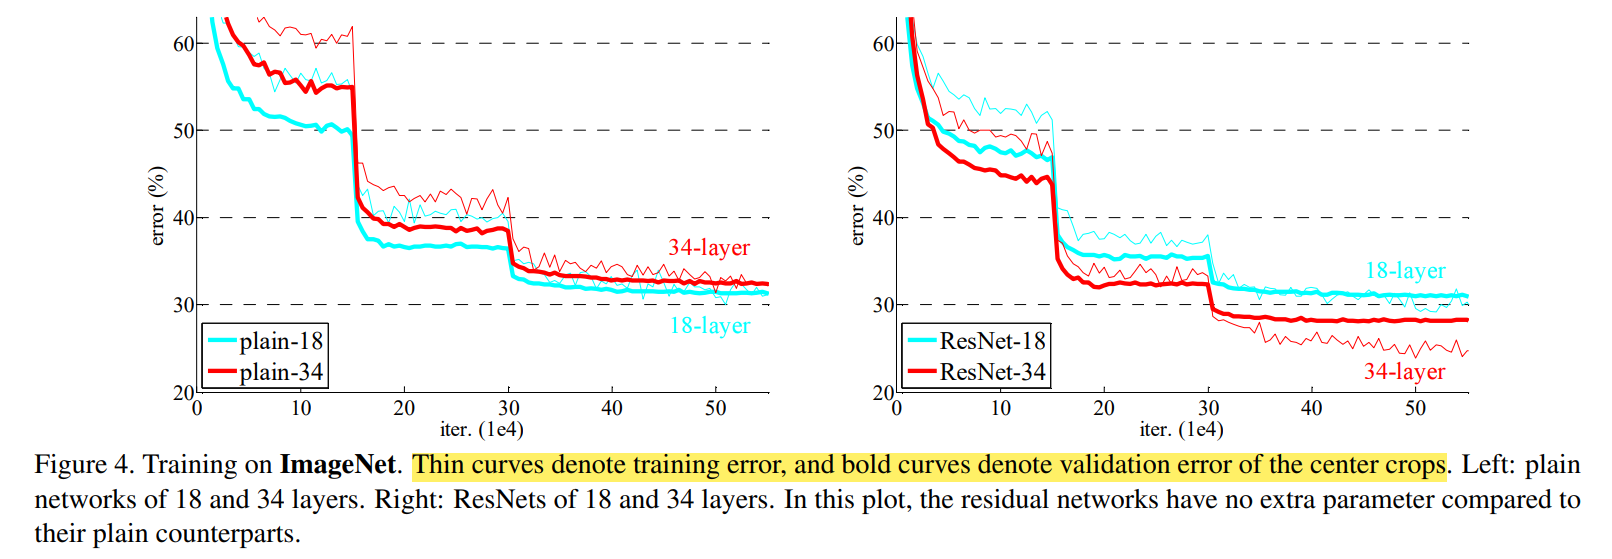 60
50
40
30
20
error (%)
34-layer
18-layer
plain-18
plain-34
0 10 20 30 40 50
iter. (1e4)
60
50
40
30
20
error (%)
18-layer
34-layer
ResNet-18
ResNet-34
0 10 20 30 40 50
iter. (1e4)
Figure 4. Training on ImageNet. Thin curves denote training error, and bold curves denote validation error of the center crops. Left: plain
networks of 18 and 34 layers. Right: ResNets of 18 and 34 layers. In this plot, the residual networks have no extra parameter compared to
their plain counterparts.